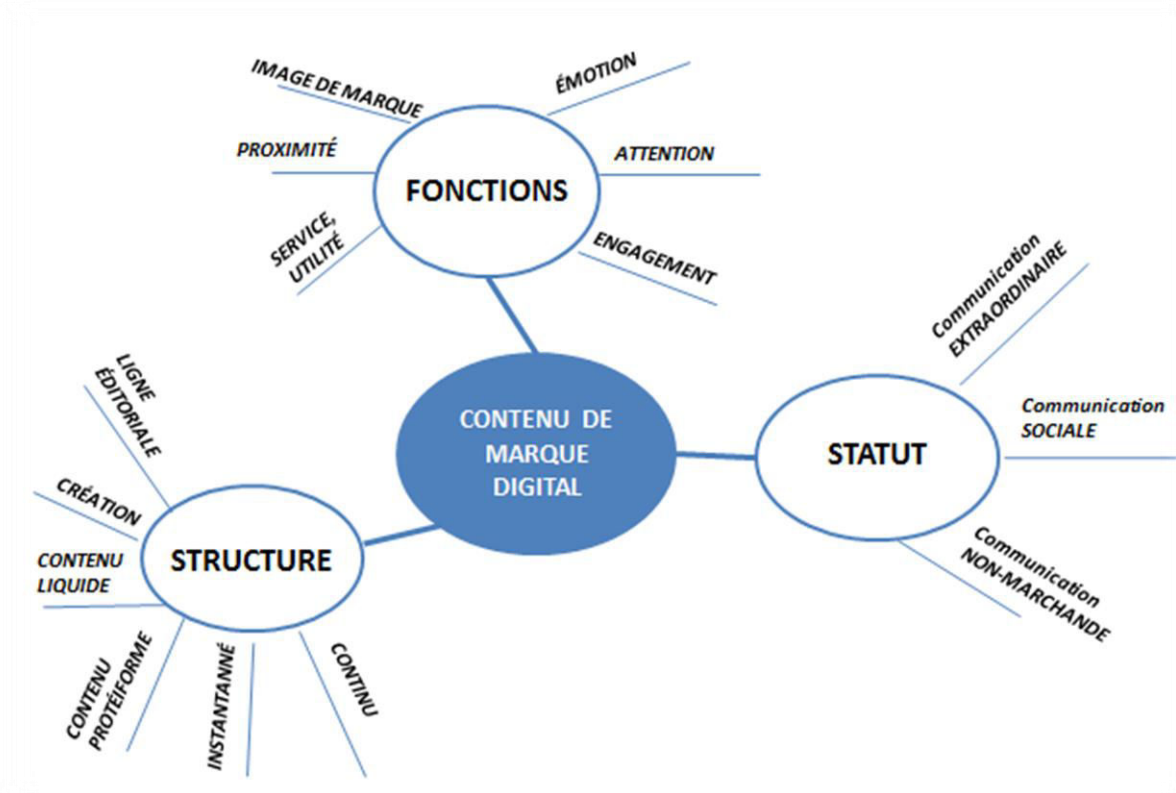 IMAGE DE MARQUE
ÉMOTION
PROXIMITÉ
ATTENTION
FONCTIONS
SERVICE,
UTILITÉ
ENGAGEMENT
Communication
EXTRAORDINAIRE
LIGNE
ÉDITORIALE
CONTENU DE
MARQUE
DIGITAL
STATUT
Communication
SOCIALE
CRÉATION
STRUCTURE
CONTENU
LIQUIDE
Communication
NON-MARCHANDE
CONTENU
PROTÉIFORME
INSTANTANNÉ
CONTINU